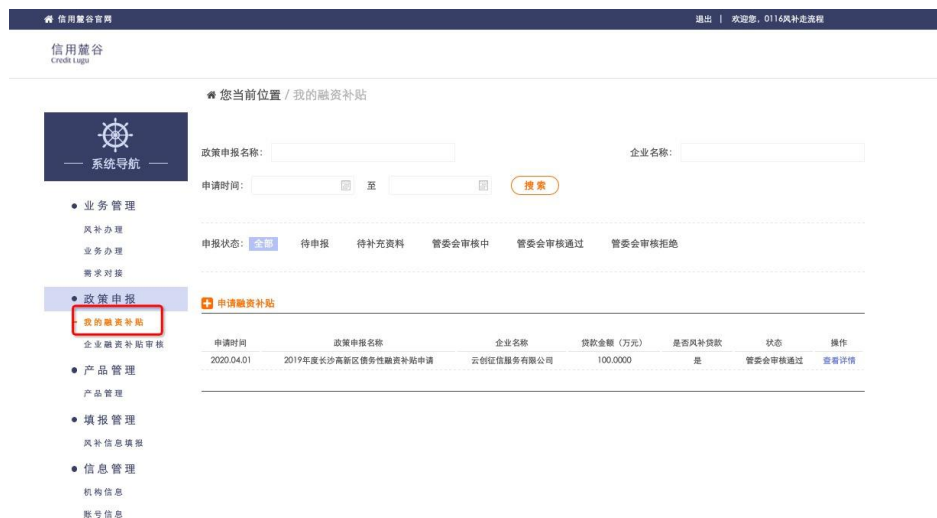 信用麓谷官网 退出 | 欢迎您, 0116风补走流程
信用麓谷
Credit Lugu
您当前位置 / 我的融资补贴
系统导航
政策申报名称: 企业名称:
申请时间: 至 搜索
业务管理
风补办理
业务办理
需求对接
申报状态: 全部 待申报 待补充资料 管委会审核中 管委会审核通过 管委会审核拒绝
政策申报
我的融资补贴
企业融资补贴审核
申请融资补贴
申请时间 政策申报名称 企业名称 贷款金额（万元） 是否风补贷款 状态 操作
2020.04.01 2019年度长沙高新区债务性融资补贴申请 云创征信服务有限公司 100.0000 是 管委会审核通过 查看详情
产品管理
产品管理
填报管理
风补信息填报
信息管理
机构信息
账号信息